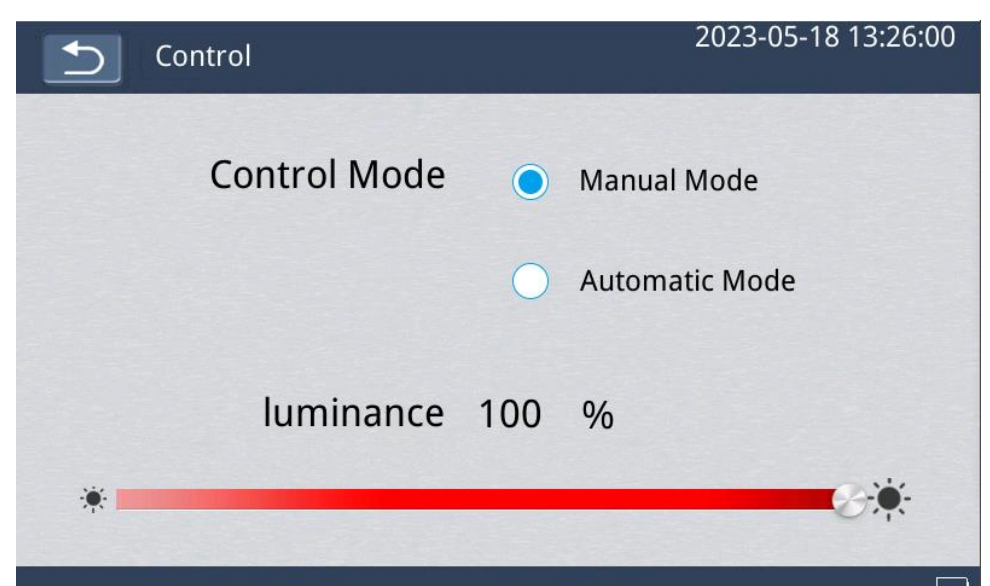 Control
2023-05-18 13:26:00
Control Mode
Manual Mode
Automatic Mode
luminance 100 %